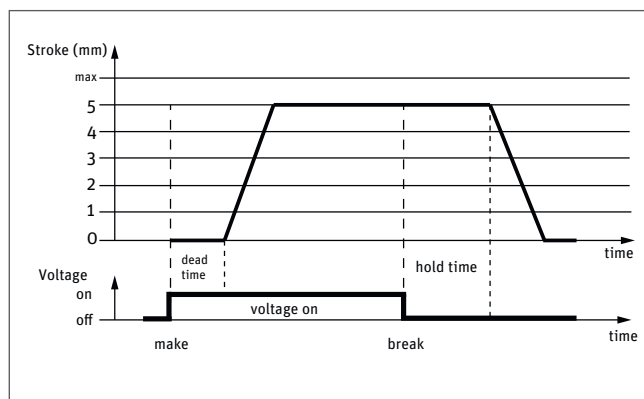 Stroke (mm)
max
5
4
3
2
1
0
time
dead
time
hold time
Voltage
on
voltage on
off
time
make
break